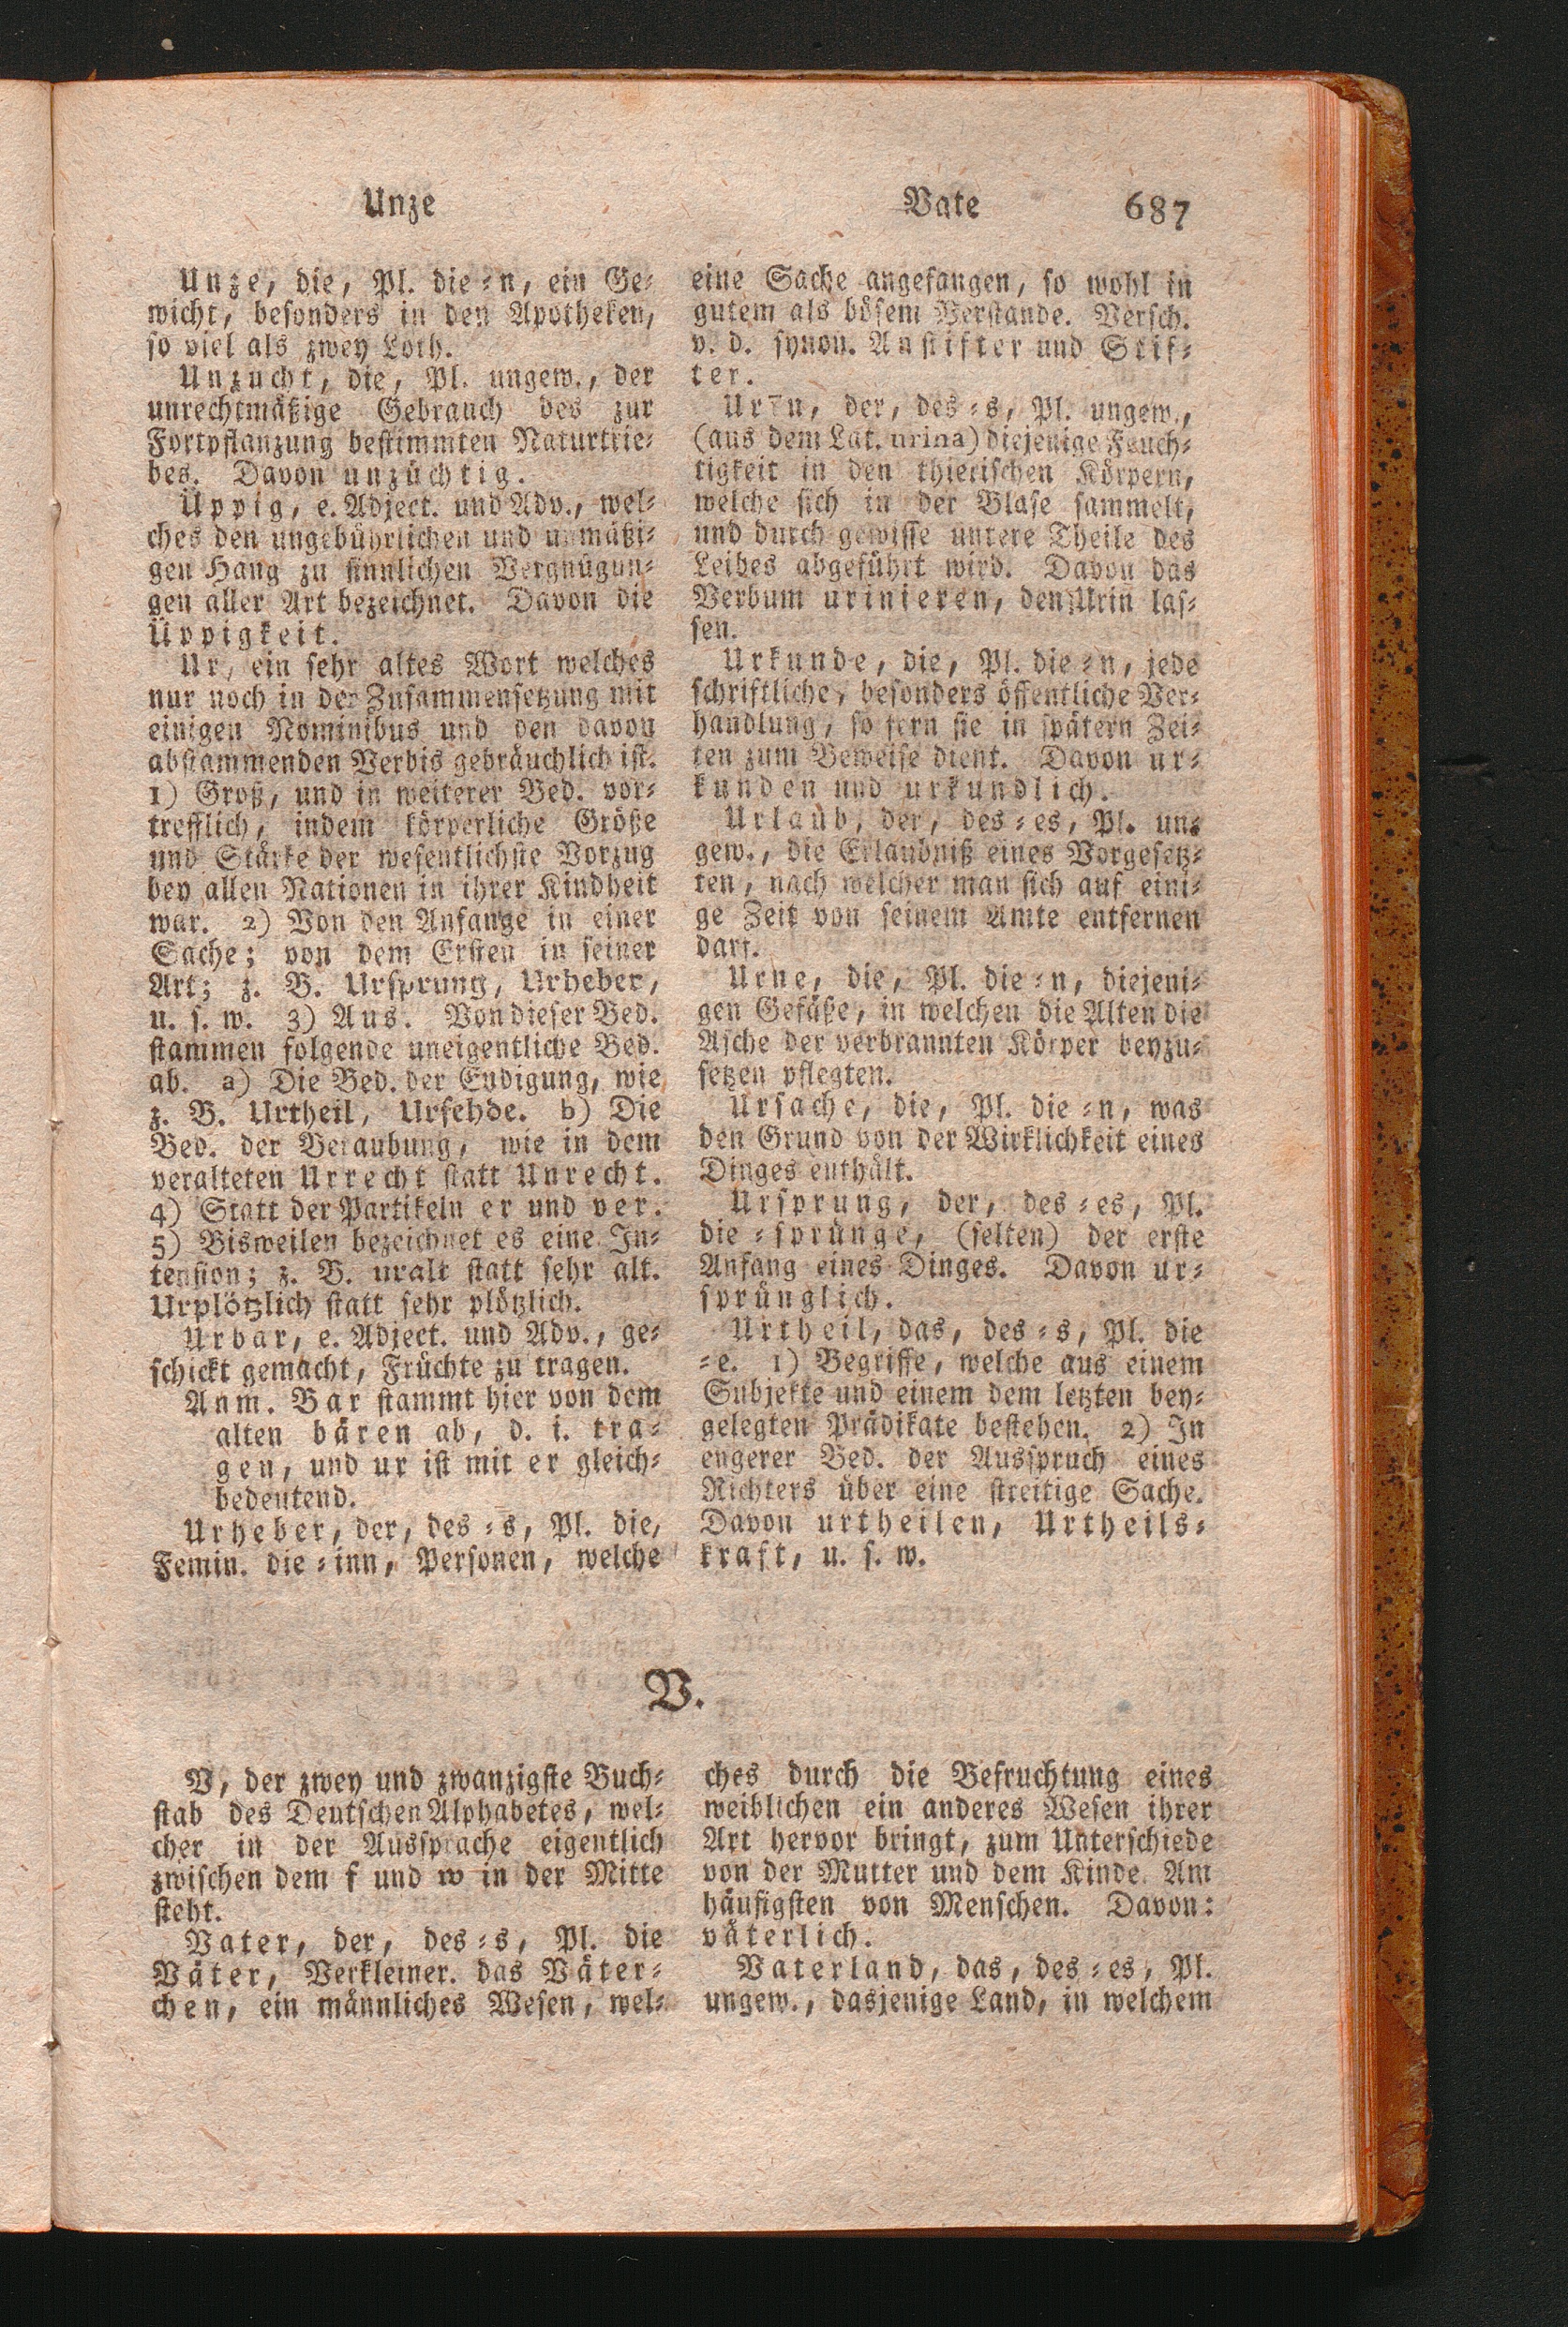 Unze
Vate 687
Unze, die, Pl. die⸗n, ein Ge⸗
wicht, besonders in den Apotheken,
so viel als zwey Loth.
Unzucht, die, Pl. ungew., der
unrechtmäßige Gebrauch des zur
Fortpflanzung bestimmten Naturtrie⸗
bes. Davon unzüchtig.
Üppig, e. Adject. und Adv., wel⸗
ches den ungebührlichen und unmäßi⸗
gen Hang zu sinnlichen Vergnügun⸗
gen aller Art bezeichnet. Davon die
Üppigkeit.
Ur, ein sehr altes Wort welches
nur noch in der Zusammensetzung mit
einigen Nominibus und den davon
abstammenden Verbis gebräuchlich ist.
1) Groß, und in weiterer Bed. vor⸗
trefflich, indem körperliche Größe
und Stärke der wesentlichste Vorzug
bey allen Nationen in ihrer Kindheit
war. 2) Von den Anfange in einer
Sache; von dem Ersten in seiner
Art; z. B. Ursprung, Urheber,
u. s. w. 3) Aus. Von dieser Bed.
stammen folgende uneigentliche Bed.
ab. a) Die Bed. der Endigung, wie
z. B. Urtheil, Urfehde. b) Die
Bed. der Beraubung, wie in dem
veralteten Urrecht statt Unrecht.
4) Statt der Partikeln er und ver.
5) Bisweilen bezeichnet es eine In⸗
tension; z. B. uralt statt sehr alt.
Urplötzlich statt sehr plötzlich.
Urbar, e. Adject. und Adv., ge⸗
schickt gemacht, Früchte zu tragen.
Anm. Bar stammt hier von dem
alten bären ab, d. i. tra⸗
gen, und ur ist mit er gleich⸗
bedeutend.
Urheber, der, des⸗s, Pl. die,
Femin. die⸗inn, Personen, welche
eine Sache angefangen, so wohl in
gutem als bösem Verstande. Versch.
v. d. synon. Anstifter und Stif⸗
ter.
Urin, der, des⸗s, Pl. ungew.,
(aus dem Lat. urina) diejenige Feuch⸗
tigkeit in den thierischen Körpern,
welche sich in der Blase sammelt,
und durch gewisse untere Theile des
Leibes abgeführt wird. Davon das
Verbum urinieren, den Urin las⸗
sen.
Urkunde, die, Pl. die⸗n, jede
schriftliche, besonders öffentliche Ver⸗
handlung, so fern sie in spätern Zei⸗
ten zum Beweise dient. Davon ur⸗
kunden und urkundlich.
Urlaub, der, des⸗es, Pl. un⸗
gew., die Erlaubniß eines Vorgesetz⸗
ten, nach welcher man sich auf eini⸗
ge Zeit von seinem Amte entfernen
darf.
Urne, die, Pl. die⸗n, diejeni⸗
gen Gefäße, in welchen die Alten die
Asche der verbrannten Körper beyzu⸗
setzen pflegten.
Ursache, die, Pl. die⸗n, was
den Grund von der Wirklichkeit eines
Dinges enthält.
Ursprung, der, des⸗es, Pl.
die⸗sprünge, (selten) der erste
Anfang eines Dinges. Davon ur⸗
sprünglich.
Urtheil, das, des⸗s, Pl. die
⸗e. 1) Begriffe, welche aus einem
Subjekte und einem dem letzten bey⸗
gelegten Prädikate bestehen. 2) In
engerer Bed. der Ausspruch eines
Richters über eine streitige Sache.
Davon urtheilen, Urtheils⸗
kraft, u. s. w.
V.
V, der zwey und zwanzigste Buch⸗
stab des Deutschen Alphabetes, wel⸗
cher in der Aussprache eigentlich
zwischen dem f und w in der Mitte
steht.
Vater, der, des⸗s, Pl. die
Väter, Verkleiner. das Väter⸗
chen, ein männliches Wesen, wel⸗
ches durch die Befruchtung eines
weiblichen ein anderes Wesen ihrer
Art hervor bringt, zum Unterschiede
von der Mutter und dem Kinde. Am
häufigsten von Menschen. Davon:
väterlich.
Vaterland, das, des⸗es, Pl.
ungew., dasjenige Land, in welchem